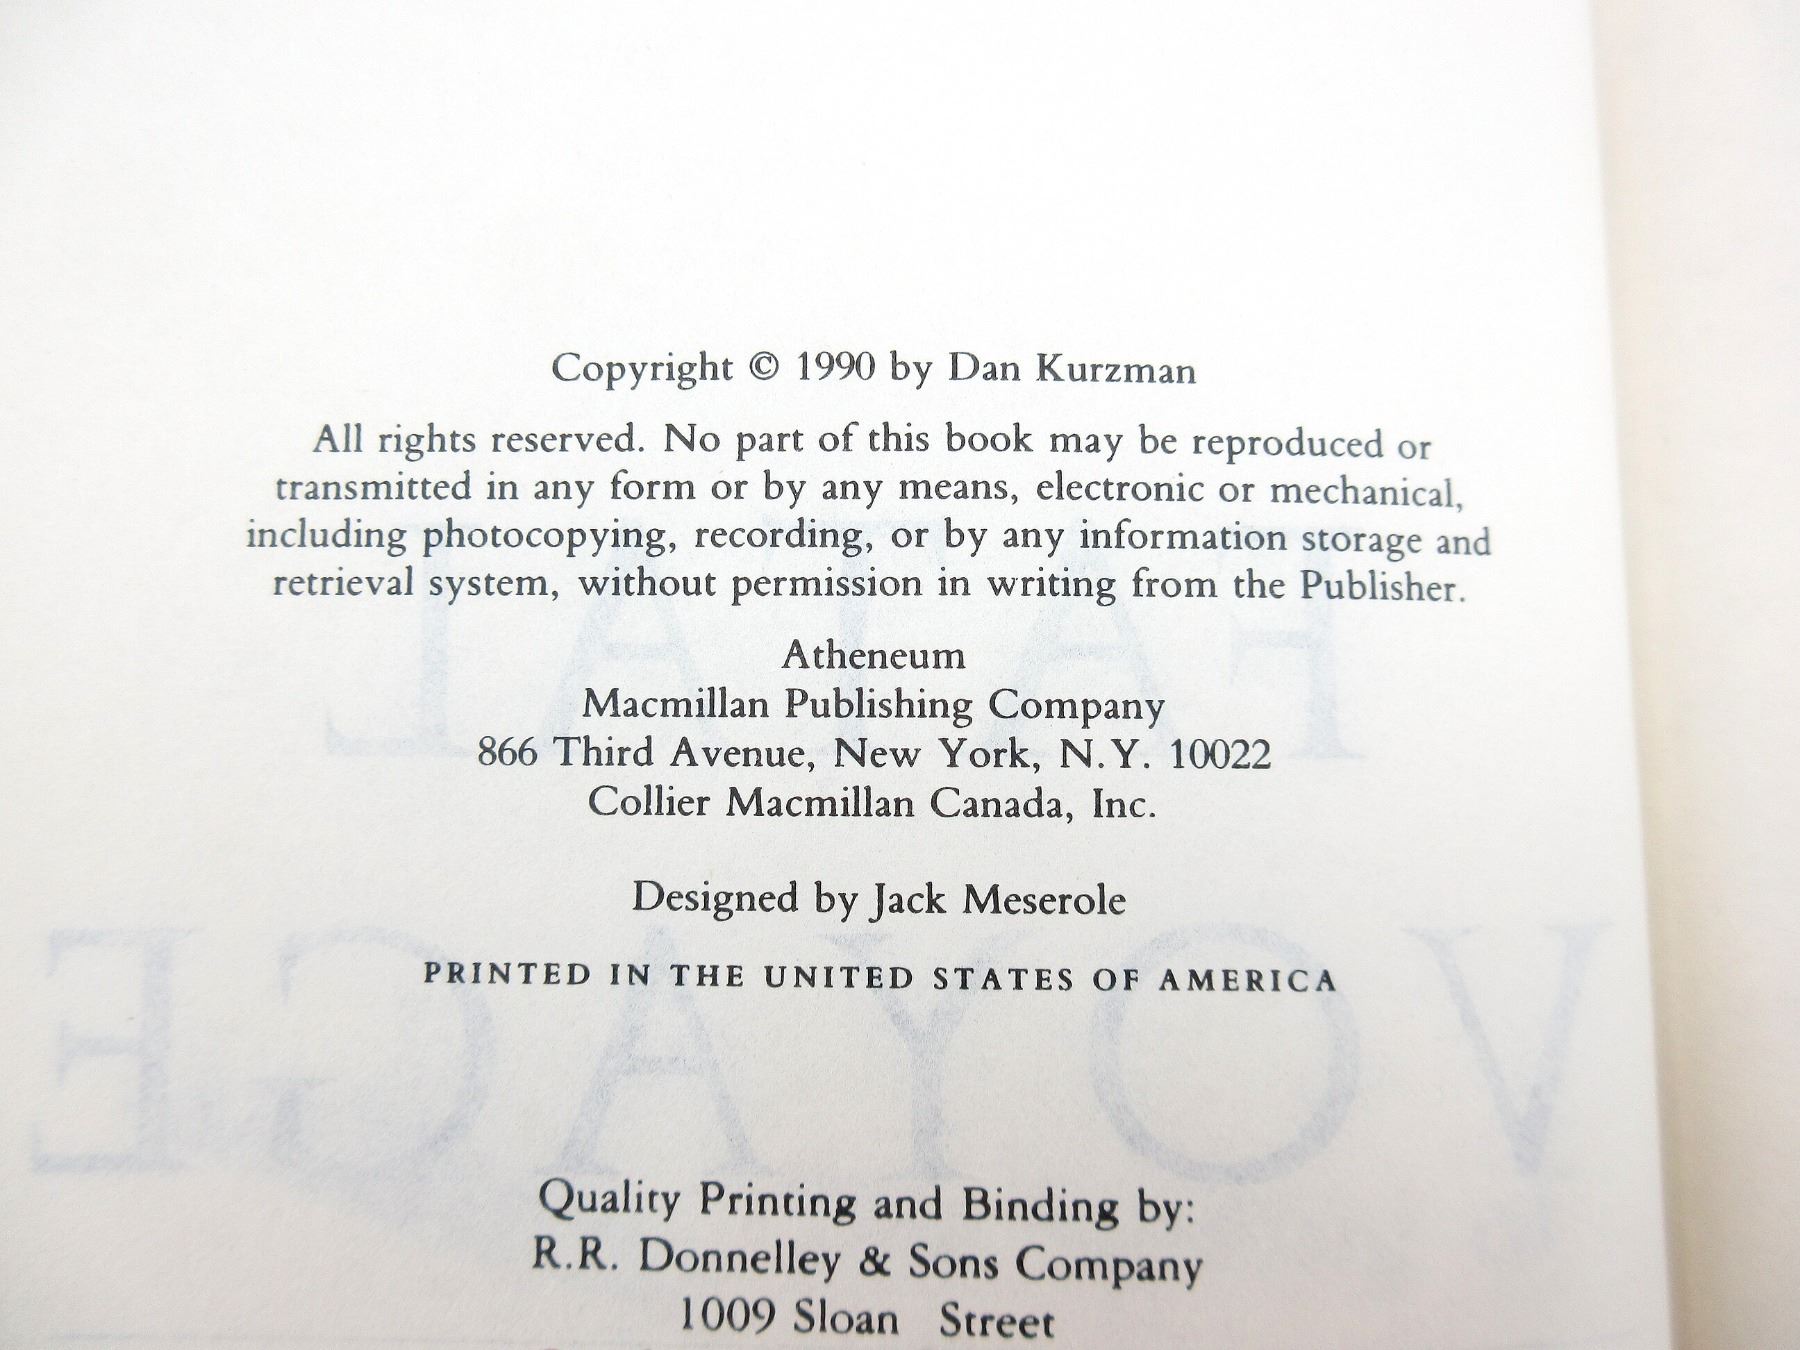 Copyright © 1990 by Dan Kurzman
All rights reserved. No part of this book may be reproduced or
transmitted in any form or by any means, electronic or mechanical,
including photocopying, recording, or by any information storage and
retrieval system, without permission in writing from the Publisher.
Atheneum
Macmillan Publishing Company
866 Third Avenue, New York, N.Y. 10022
Collier Macmillan Canada, Inc.
Designed by Jack Meserole
PRINTED IN THE UNITED STATES OF AMERICA
Quality Printing and Binding by:
R.R. Donnelley & Sons Company
1009 Sloan Street
FATAL
VOYAGE